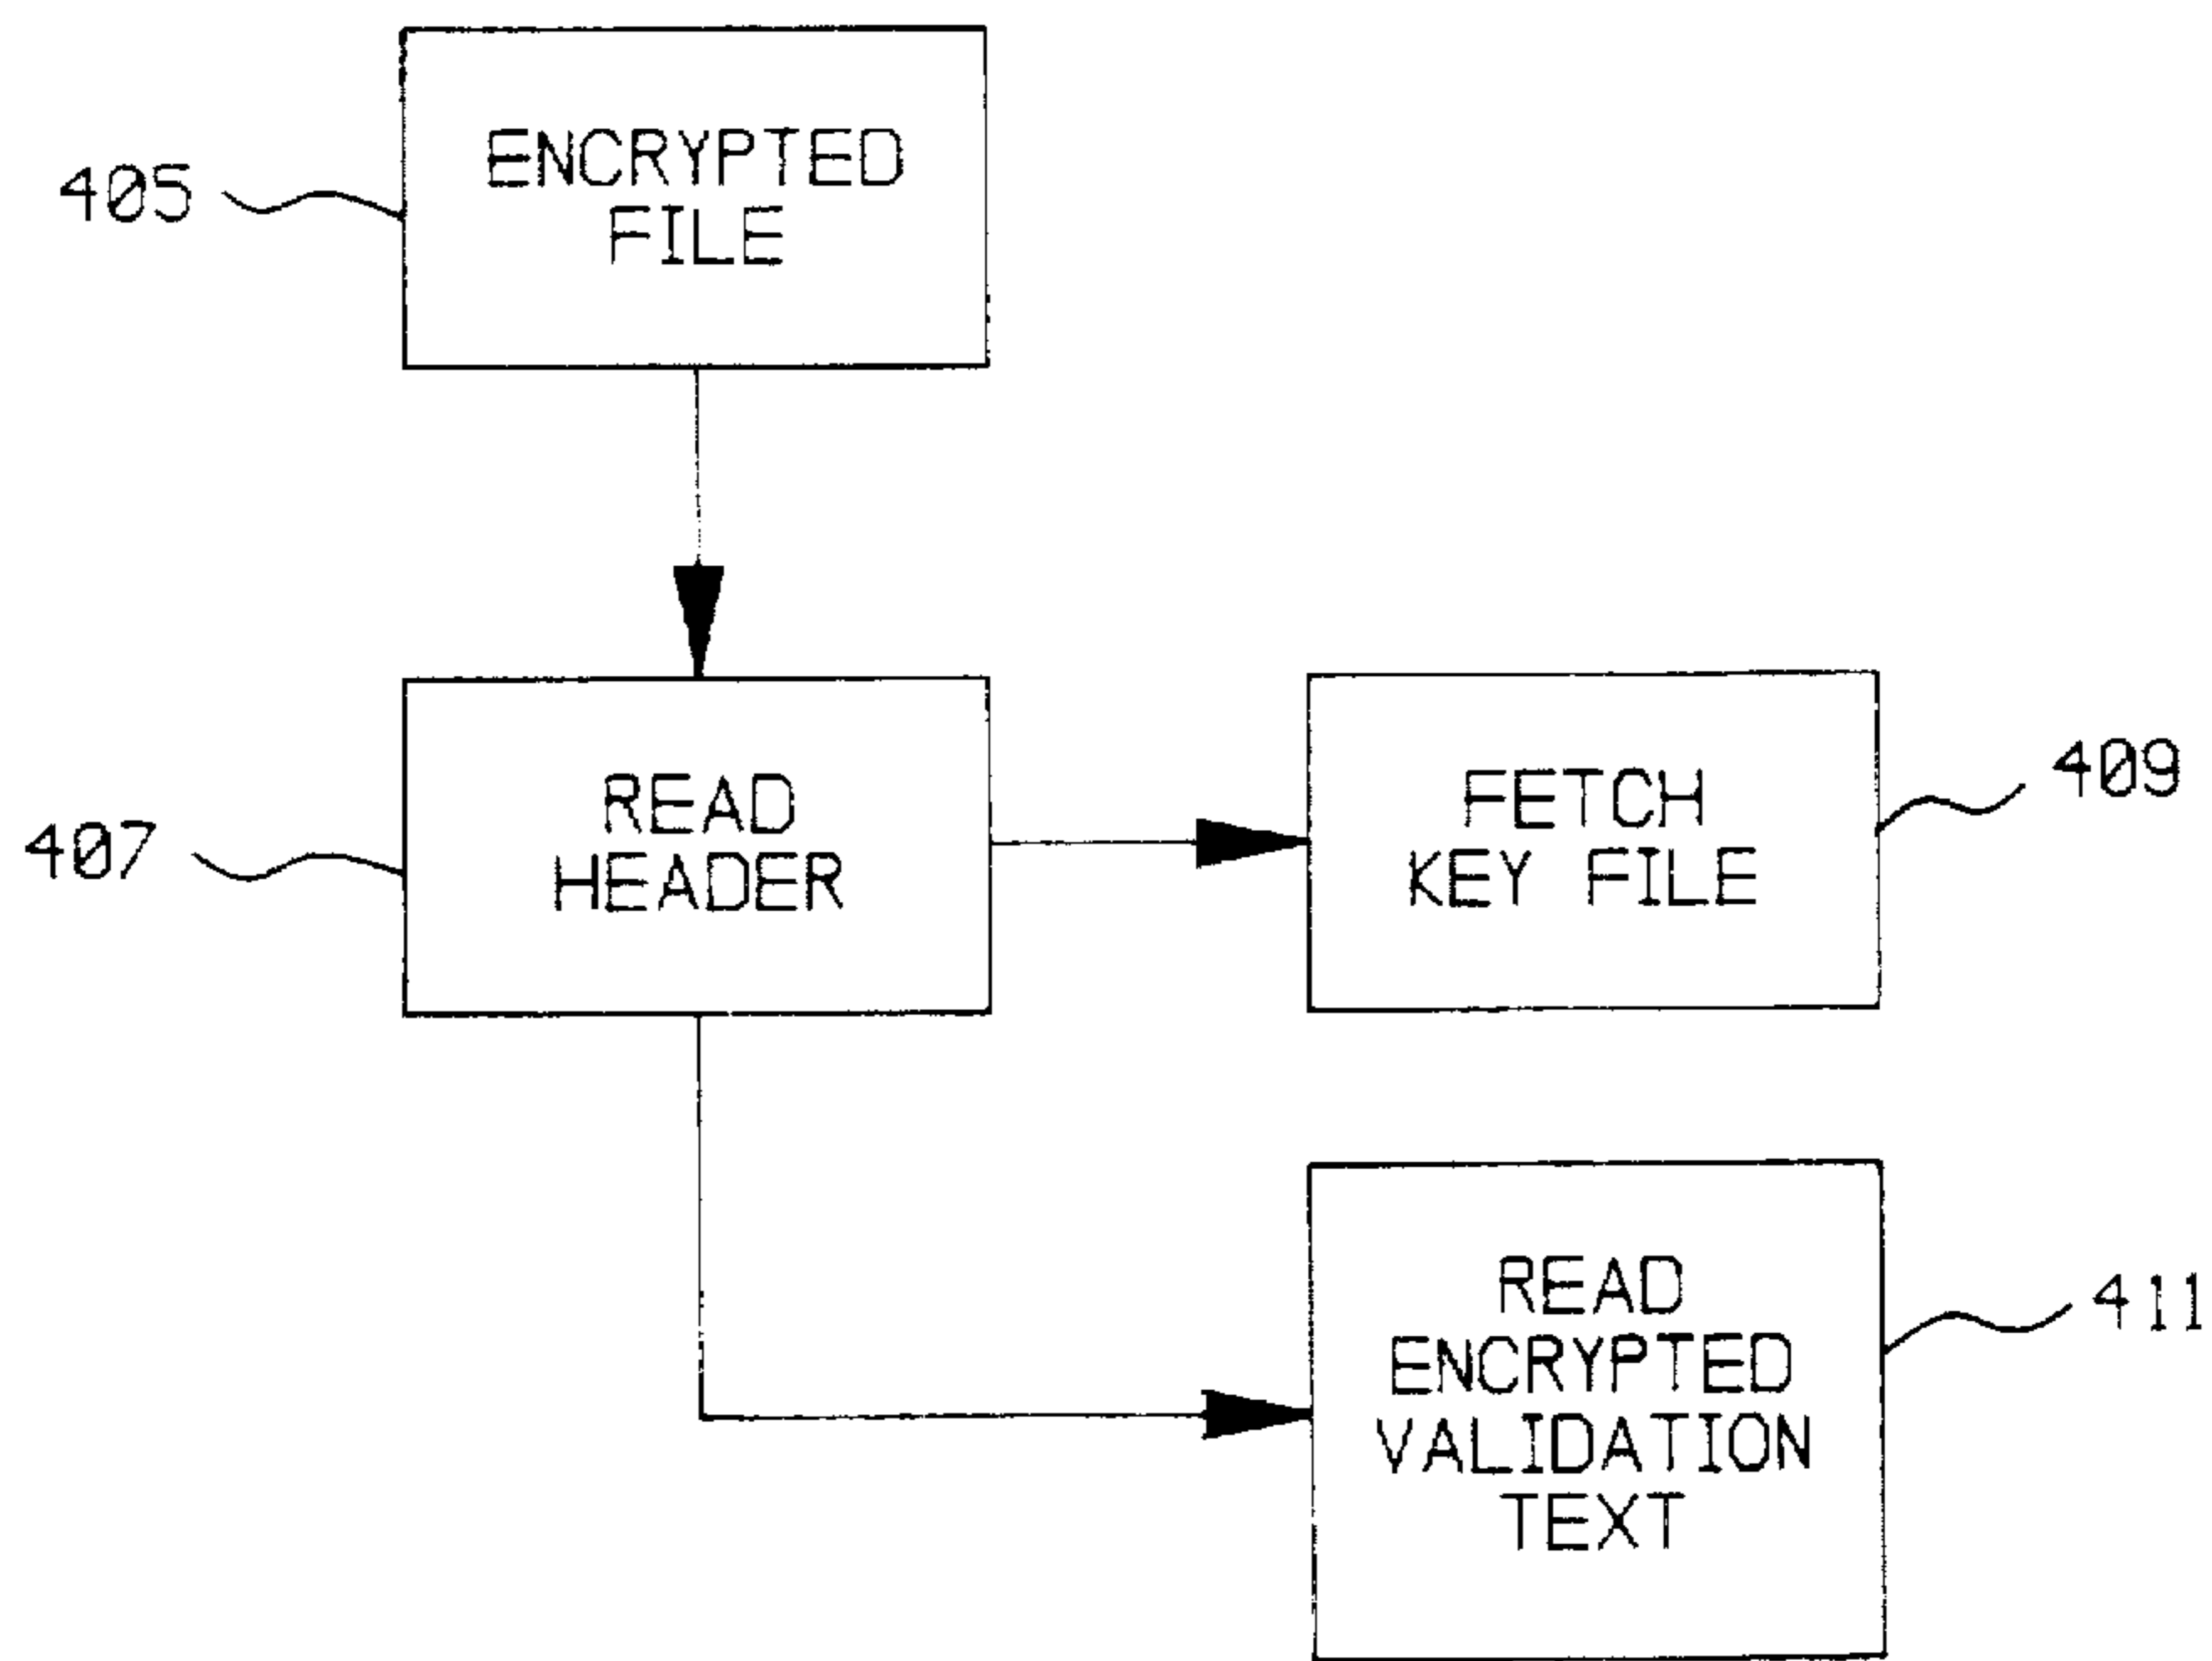 405
ENCRYPTED
FILE
407
READ
HEADER
FETCH
KEY FILE
409
READ
ENCRYPTED
VALIDATION
TEXT
411